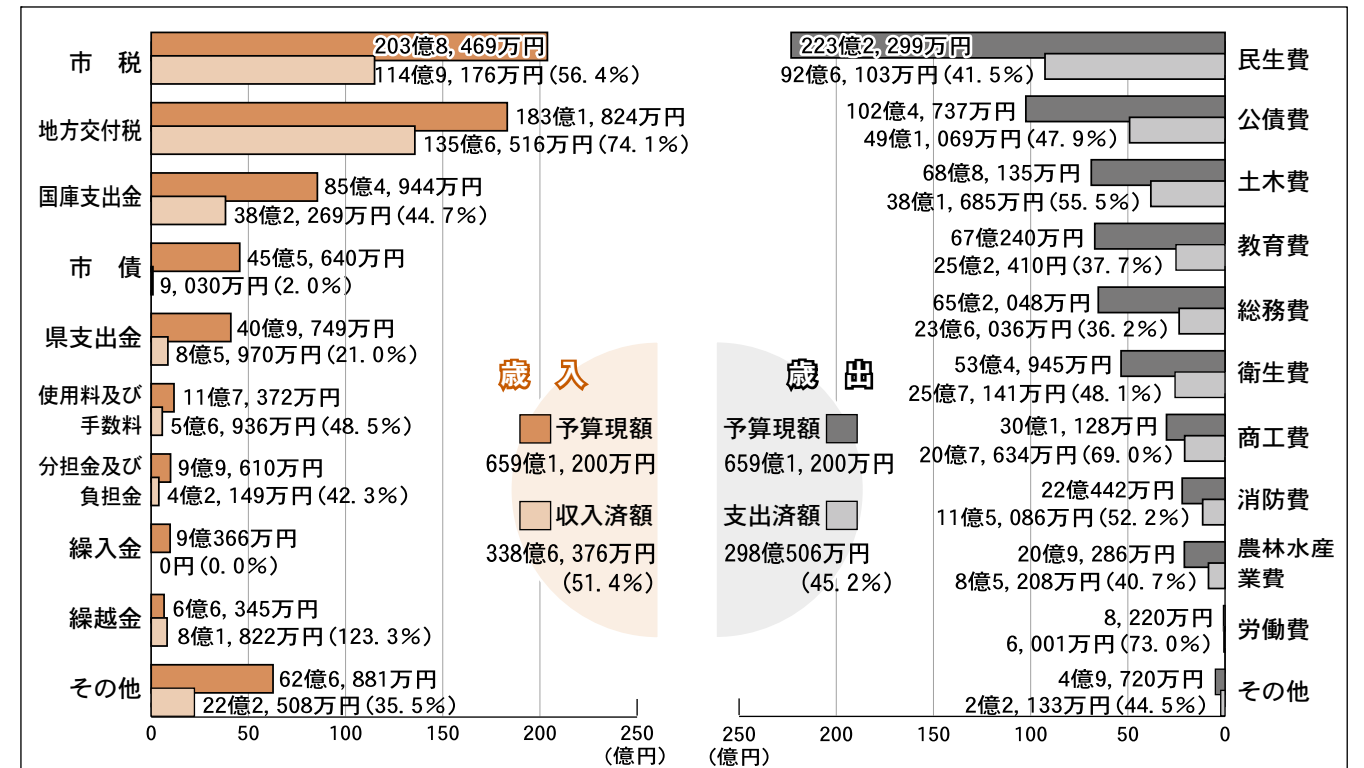 市　税
203億8,469万円
114億9,176万円(56.4%)
地方交付税
183億1,824万円
135億6,516万円(74.1%)
国庫支出金
85億4,944万円
38億2,269万円(44.7%)
市　債
45億5,640万円
9,030万円(2.0%)
県支出金
40億9,749万円
8億5,970万円(21.0%)
使用料及び
手数料
11億7,372万円
5億6,936万円(48.5%)
分担金及び
負担金
9億9,610万円
4億2,149万円(42.3%)
繰入金
9億366万円
0円(0.0%)
繰越金
6億6,345万円
8億1,822万円(123.3%)
その他
62億6,881万円
22億2,508万円(35.5%)
0 50 100 150 200 250
(億円)
歳　入
予算現額
659億1,200万円
収入済額
338億6,376万円
(51.4%)
歳　出
予算現額
659億1,200万円
支出済額
298億506万円
(45.2%)
223億2,299万円
92億6,103万円(41.5%)
民生費
102億4,737万円
49億1,069万円(47.9%)
公債費
68億8,135万円
38億1,685万円(55.5%)
土木費
67億240万円
25億2,410円(37.7%)
教育費
65億2,048万円
23億6,036万円(36.2%)
総務費
53億4,945万円
25億7,141万円(48.1%)
衛生費
30億1,128万円
20億7,634万円(69.0%)
商工費
22億442万円
11億5,086万円(52.2%)
消防費
20億9,286万円
8億5,208万円(40.7%)
農林水産
業費
8,220万円
6,001万円(73.0%)
労働費
4億9,720万円
2億2,133万円(44.5%)
その他
250 200 150 100 50 0
(億円)